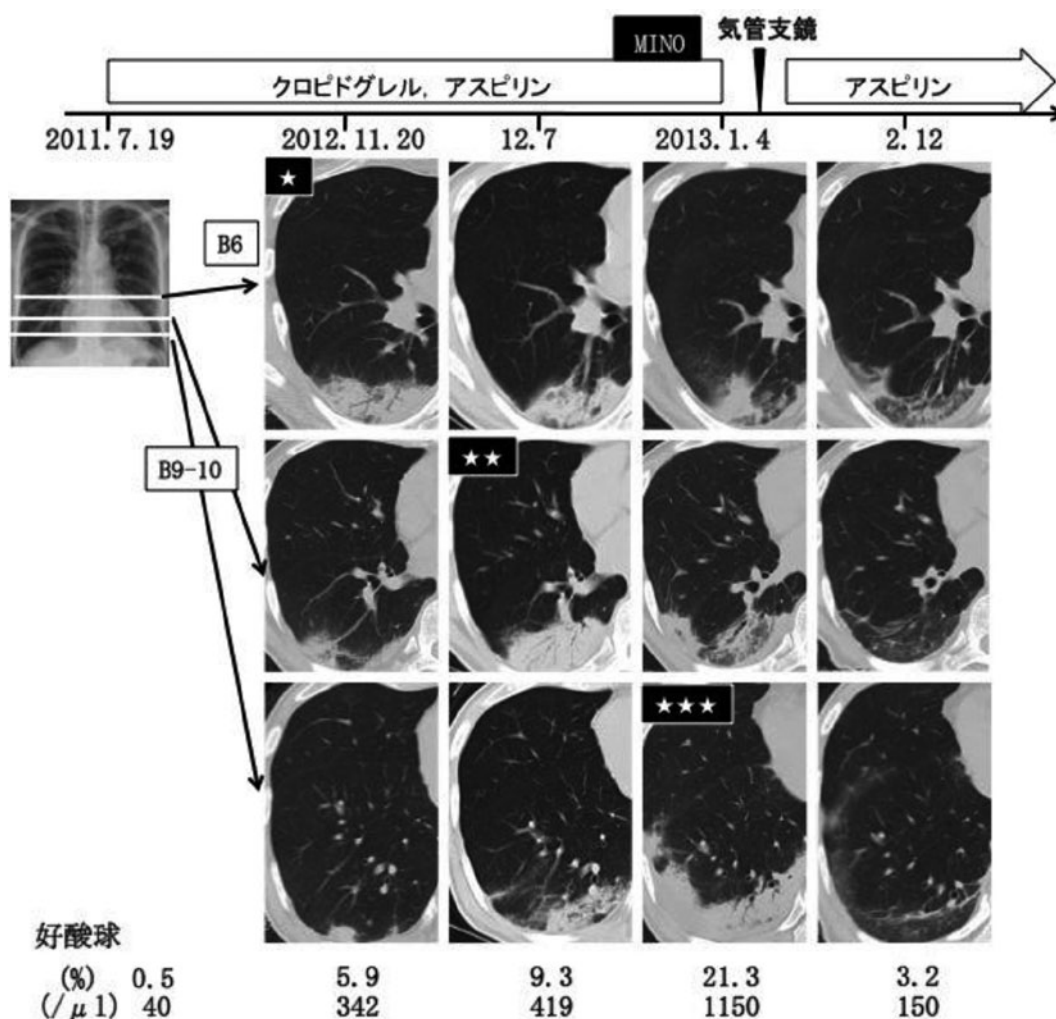 MINO
気管支鏡
クロピドグレル，アスピリン
アスピリン
2011.7.19 2012.11.20 12.7 2013.1.4 2.12
★
B6
★★
B9-10
★★★
好酸球
(%) 0.5 5.9 9.3 21.3 3.2
(/μl) 40 342 419 1150 150